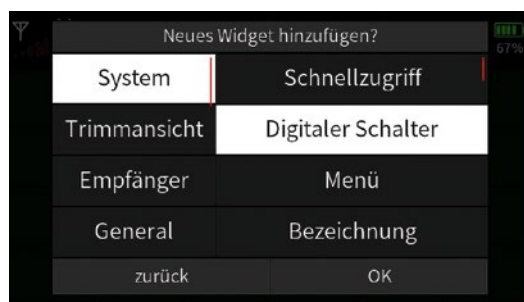 Neues Widget hinzufügen?
67%
System Schnellzugriff
Trimmansicht Digitaler Schalter
Empfänger Menü
General Bezeichnung
zurück OK